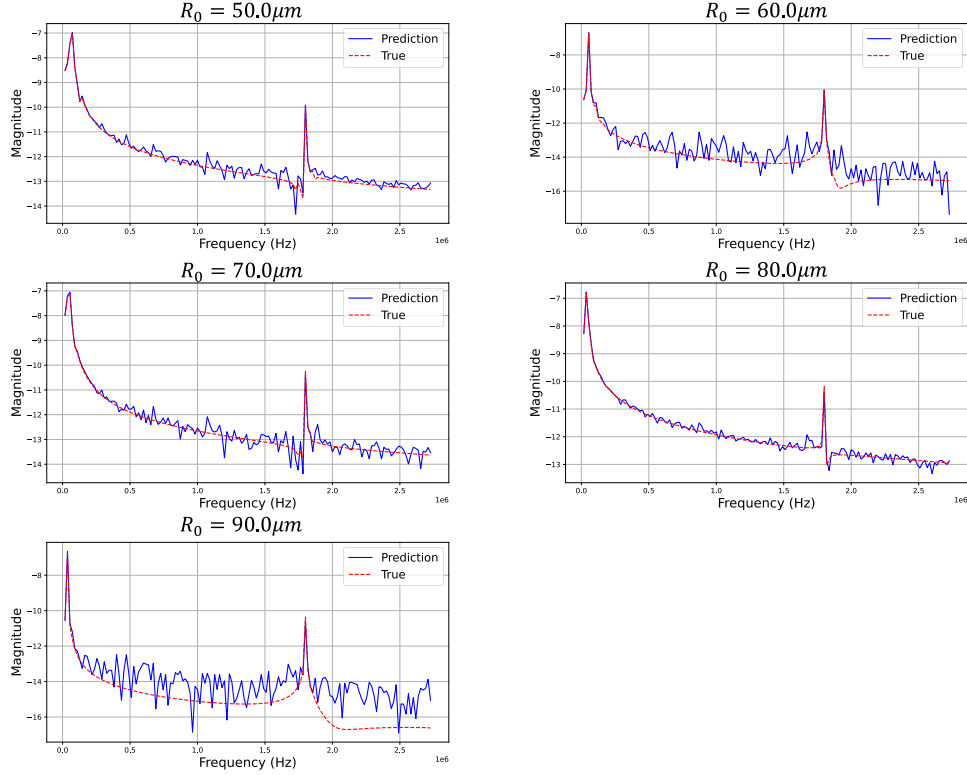 R₀ = 50.0μm
Prediction
True
Magnitude
−7
−8
−9
−10
−11
−12
−13
−14
0.0 0.5 1.0 1.5 2.0 2.5
1e6
Frequency (Hz)
R₀ = 60.0μm
Prediction
True
Magnitude
−8
−10
−12
−14
−16
0.0 0.5 1.0 1.5 2.0 2.5
1e6
Frequency (Hz)
R₀ = 70.0μm
Prediction
True
Magnitude
−7
−8
−9
−10
−11
−12
−13
−14
0.0 0.5 1.0 1.5 2.0 2.5
1e6
Frequency (Hz)
R₀ = 80.0μm
Prediction
True
Magnitude
−7
−8
−9
−10
−11
−12
−13
0.0 0.5 1.0 1.5 2.0 2.5
1e6
Frequency (Hz)
R₀ = 90.0μm
Prediction
True
Magnitude
−8
−10
−12
−14
−16
0.0 0.5 1.0 1.5 2.0 2.5
1e6
Frequency (Hz)